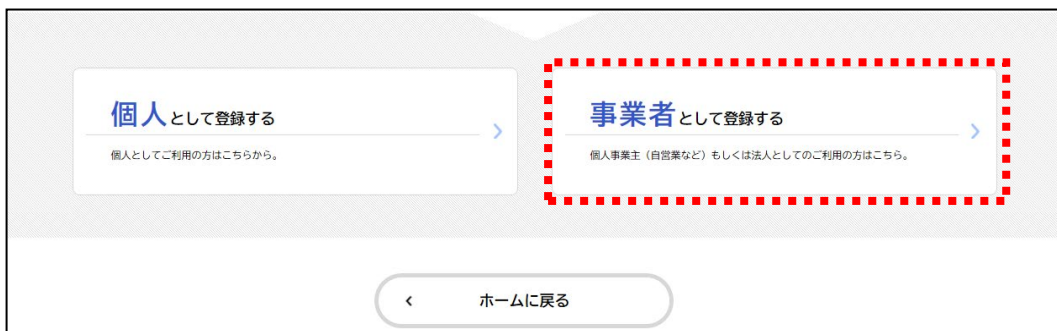 個人として登録する
個人としてご利用の方はこちらから。
事業者として登録する
個人事業主（自営業など）もしくは法人としてのご利用の方はこちら。
ホームに戻る